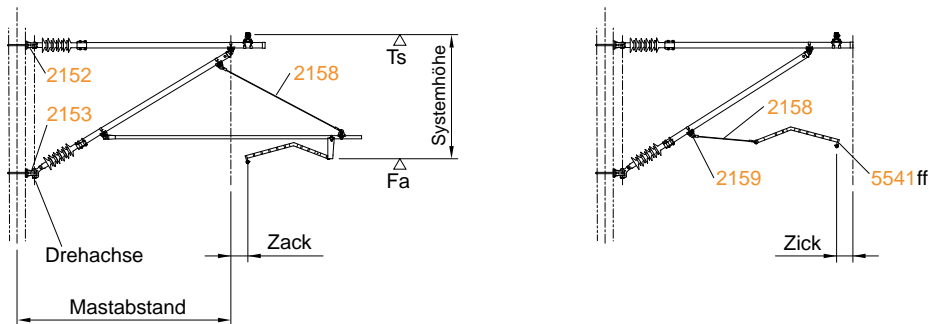 2152
2158
Ts
Systemhöhe
2153
2158
Fa
2159
5541ff
Drehachse
Zack
Zick
Mastabstand